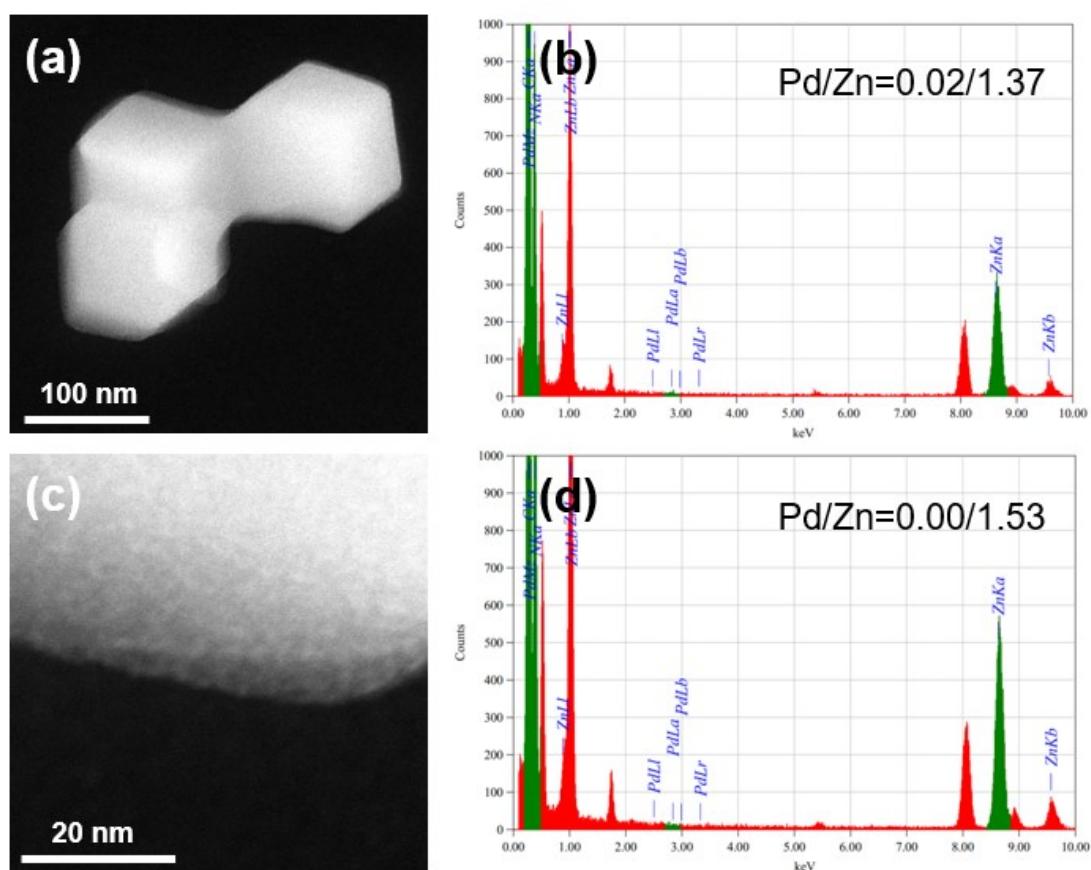 (a)
100 nm
(b)
Pd/Zn=0.02/1.37
1000
900
800
700
600
500
400
300
200
100
0
Counts
CKa
NKa
ZnLb
ZnLl
PdLl
PdLa
PdLb
PdLr
ZnKa
ZnKb
0.00 1.00 2.00 3.00 4.00 5.00 6.00 7.00 8.00 9.00 10.00
keV
(c)
20 nm
(d)
Pd/Zn=0.00/1.53
1000
900
800
700
600
500
400
300
200
100
0
Counts
CKa
NKa
ZnLb
ZnLl
PdLl
PdLa
PdLb
PdLr
ZnKa
ZnKb
0.00 1.00 2.00 3.00 4.00 5.00 6.00 7.00 8.00 9.00 10.00
keV